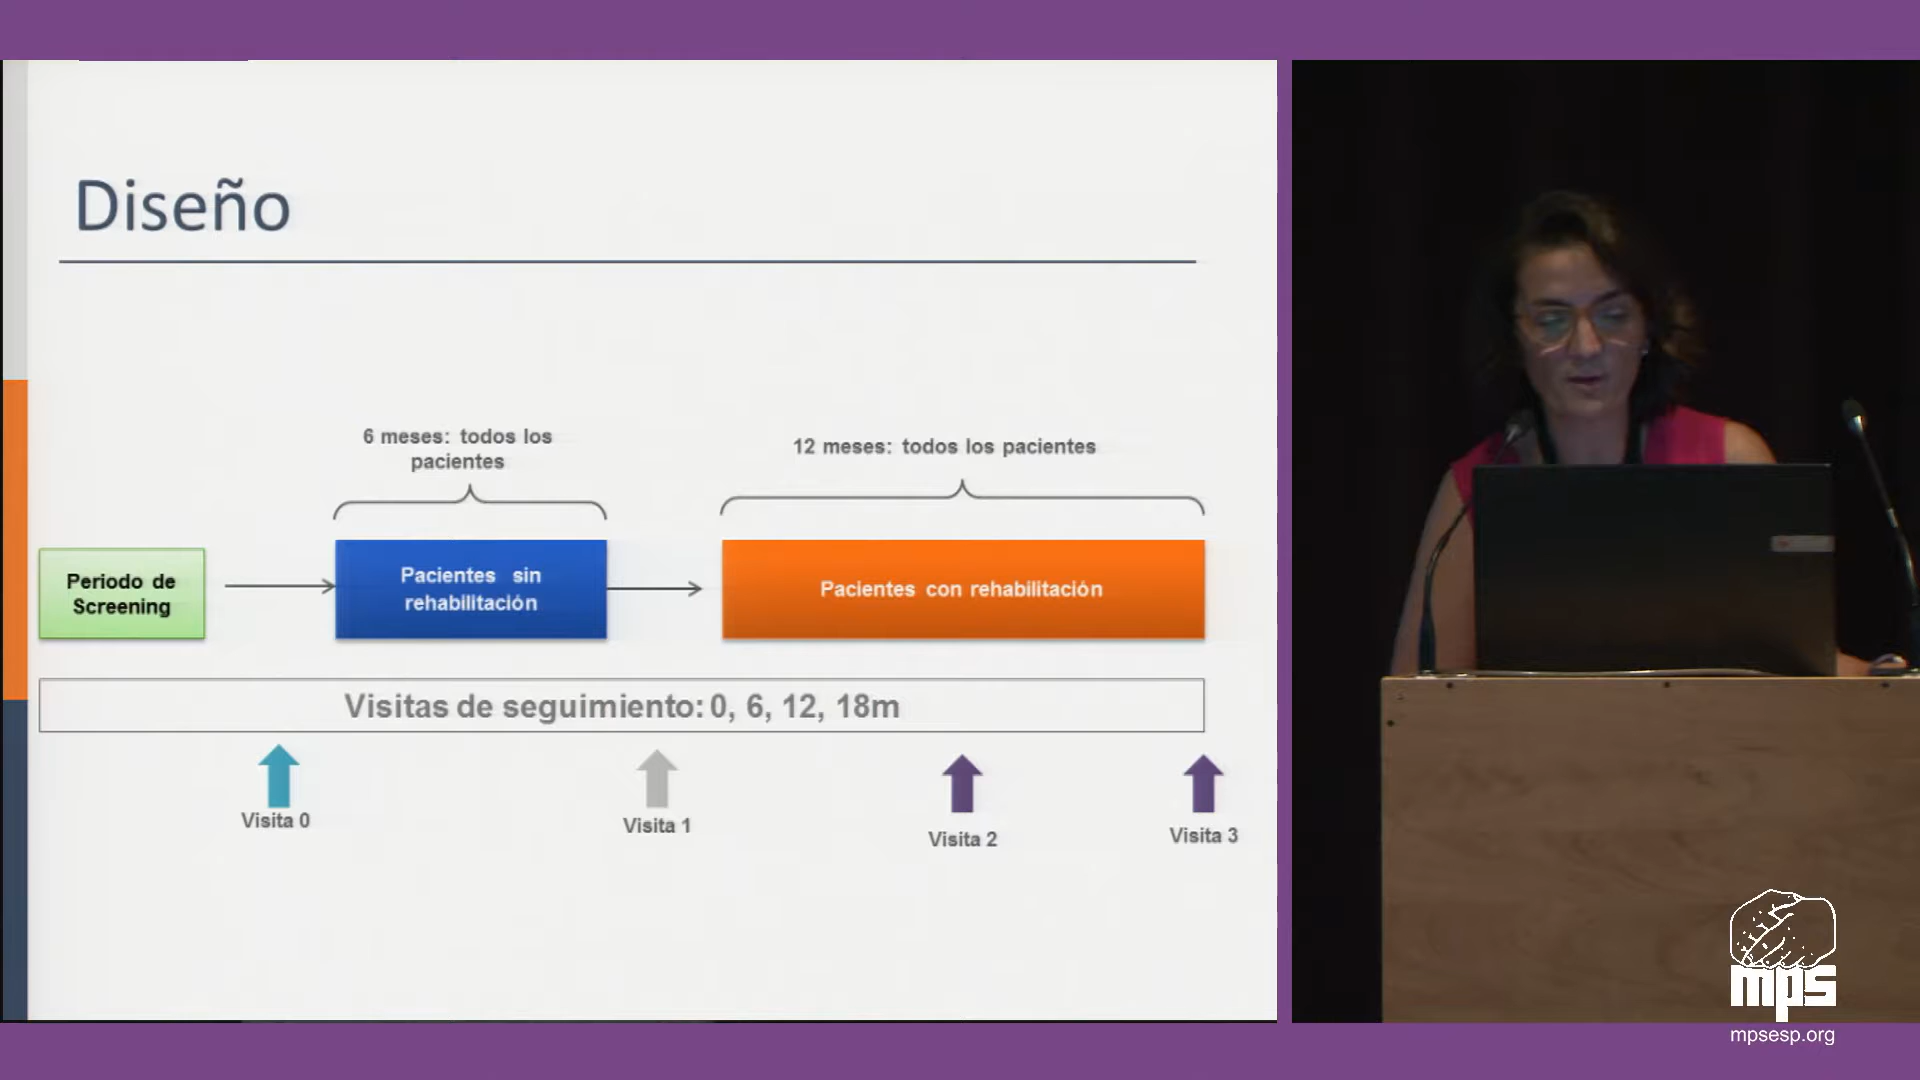 Diseño
6 meses: todos los
pacientes
12 meses: todos los pacientes
Periodo de
Screening
Pacientes sin
rehabilitación
Pacientes con rehabilitación
Visitas de seguimiento: 0, 6, 12, 18m
Visita 0
Visita 1
Visita 2
Visita 3
mps
mpsesp.org